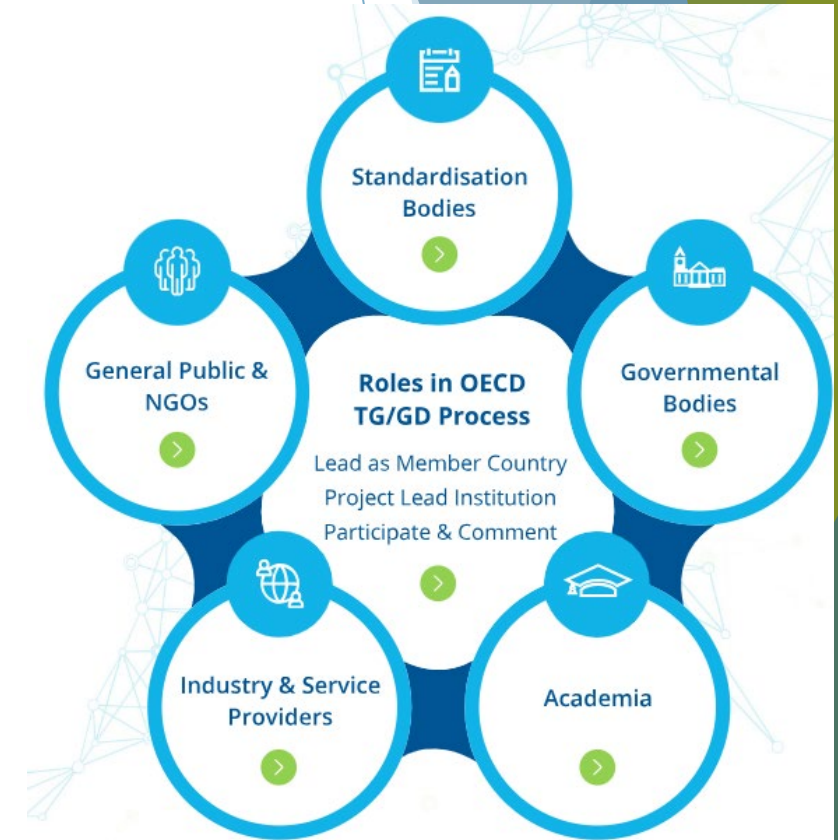 Standardisation
Bodies
General Public &
NGOs
Governmental
Bodies
Roles in OECD
TG/GD Process
Lead as Member Country
Project Lead Institution
Participate & Comment
Industry & Service
Providers
Academia